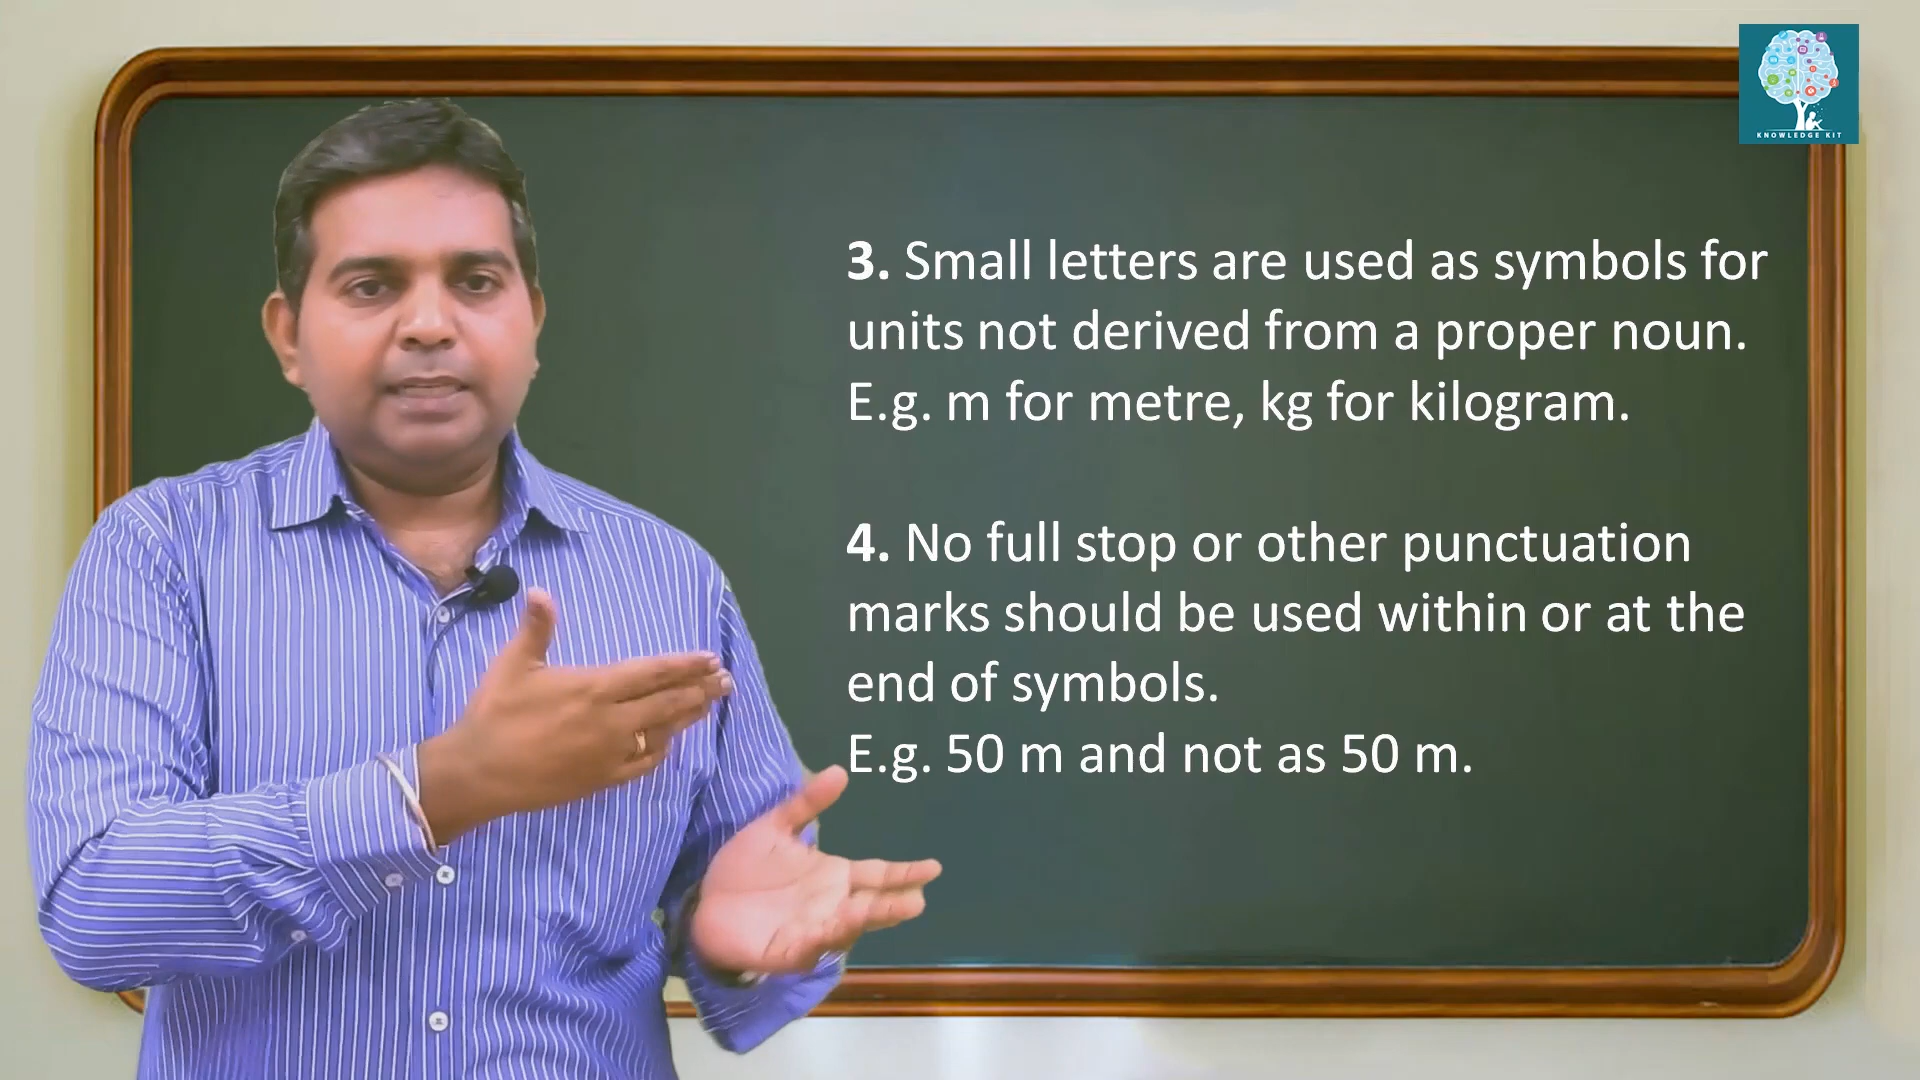 KNOWLEDGE KIT
3. Small letters are used as symbols for
units not derived from a proper noun.
E.g. m for metre, kg for kilogram.
4. No full stop or other punctuation
marks should be used within or at the
end of symbols.
E.g. 50 m and not as 50 m.